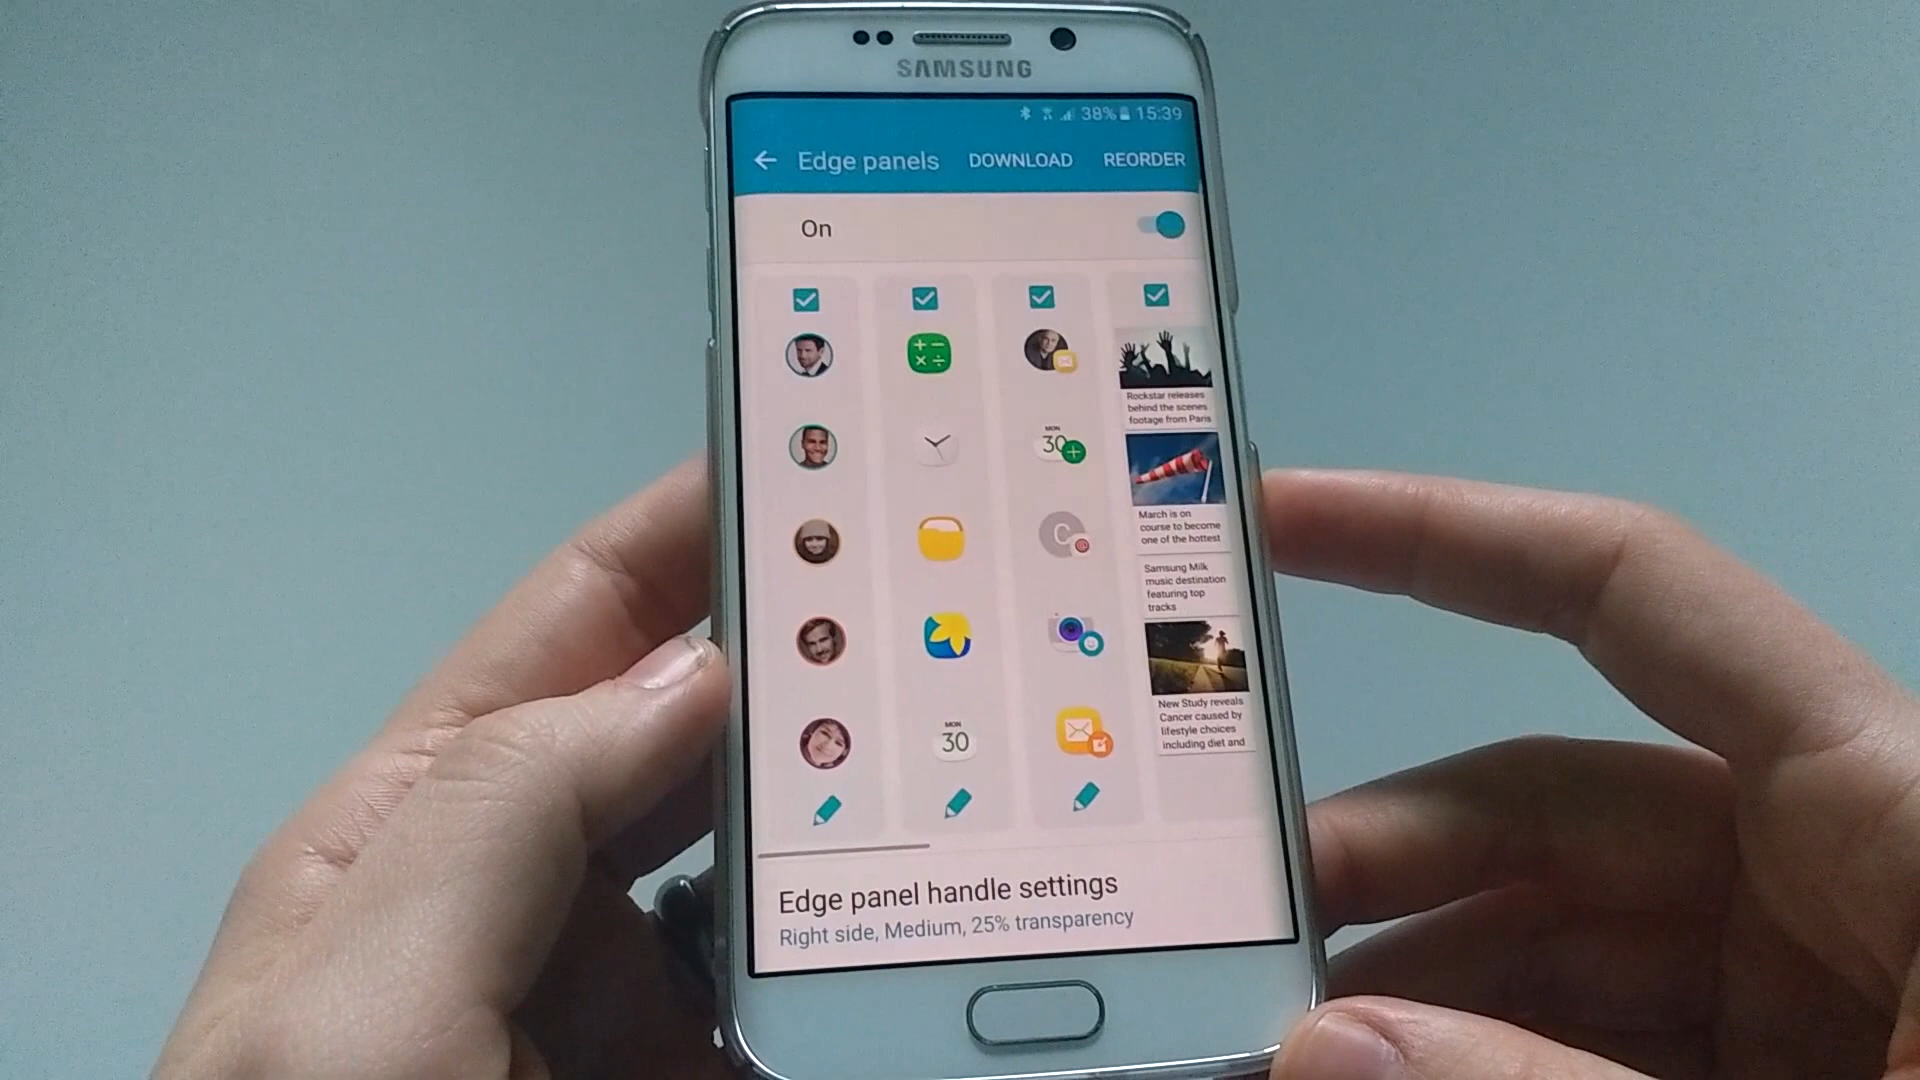 SAMSUNG
38% 15:39
Edge panels DOWNLOAD REORDER
On
MON
30
C
MON
30
Rockstar releases
behind the scenes
footage from Paris
March is on
course to become
one of the hottest
Samsung Milk
music destination
featuring top
tracks
New Study reveals
Cancer caused by
lifestyle choices
including diet and
Edge panel handle settings
Right side, Medium, 25% transparency